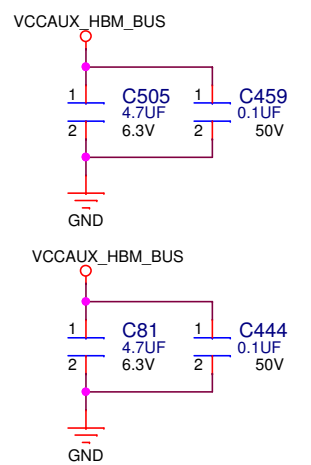 VCCAUX_HBM_BUS
1 C505 1 C459
4.7UF 0.1UF
2 6.3V 2 50V
GND
VCCAUX_HBM_BUS
1 C81 1 C444
4.7UF 0.1UF
2 6.3V 2 50V
GND